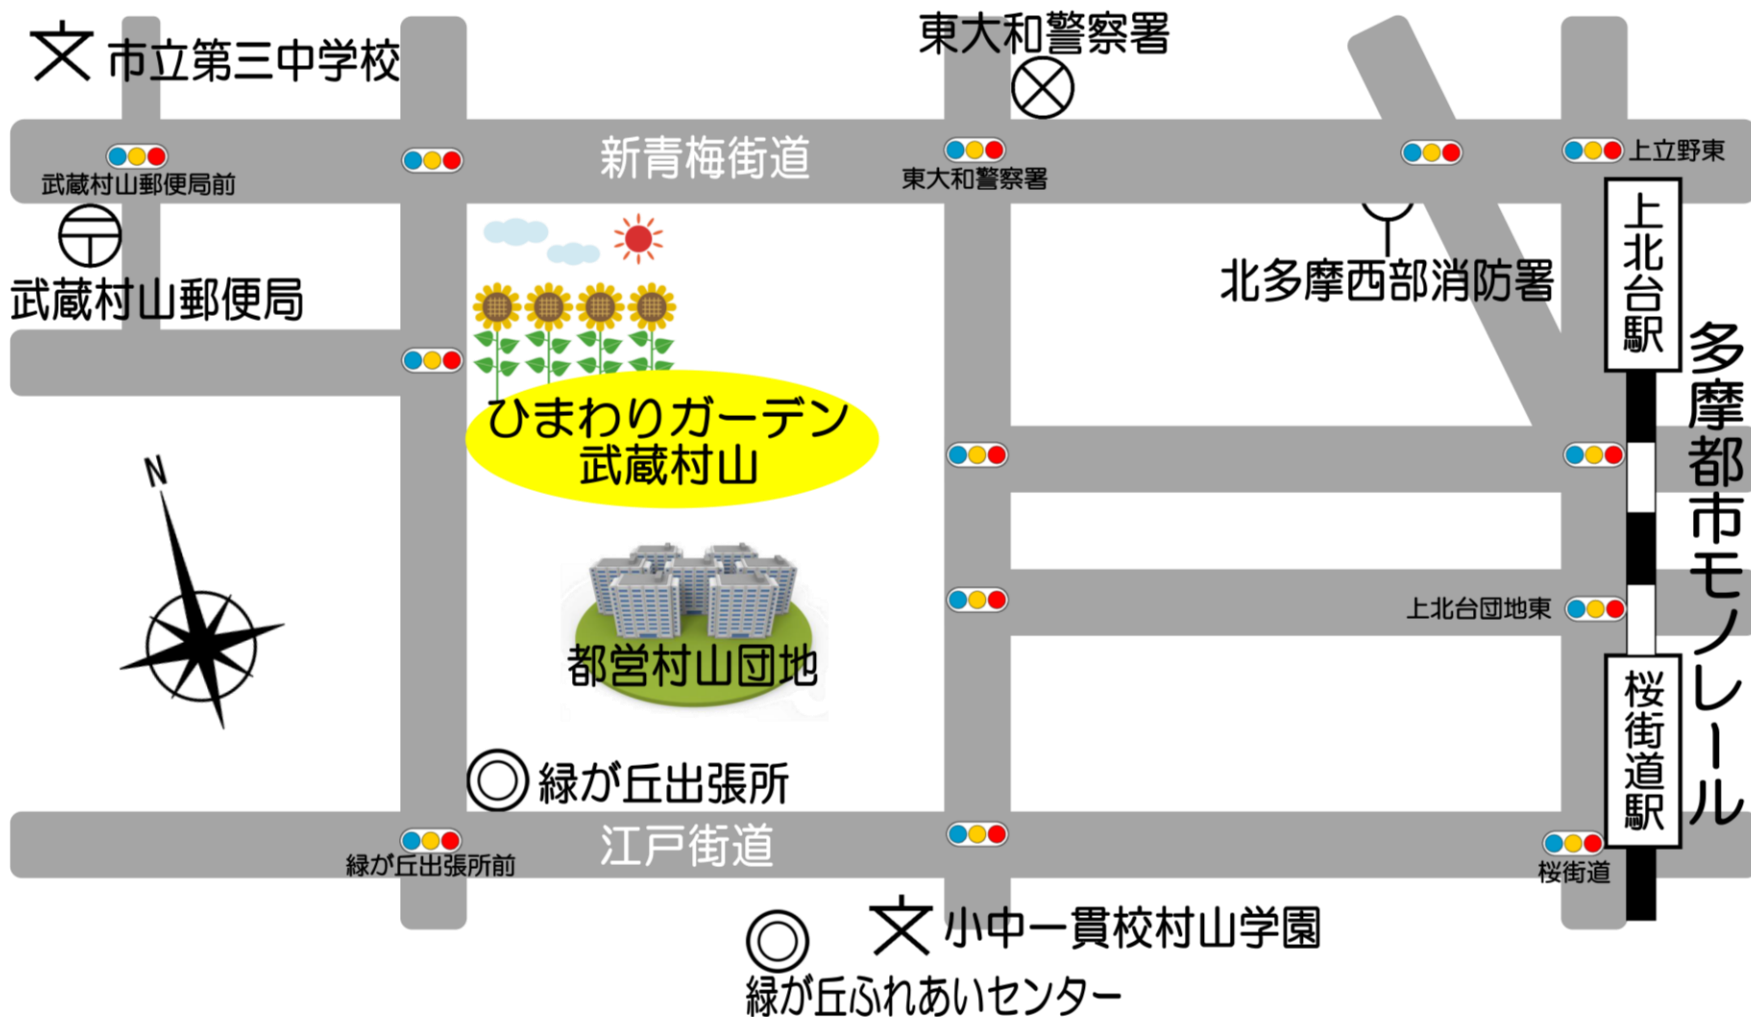 東大和警察署
市立第三中学校
新青梅街道
上立野東
武蔵村山郵便局前
東大和警察署
上北台駅
北多摩西部消防署
武蔵村山郵便局
多摩都市モノレール
ひまわりガーデン
武蔵村山
N
上北台団地東
都営村山団地
桜街道駅
緑が丘出張所
江戸街道
緑が丘出張所前
桜街道
小中一貫校村山学園
緑が丘ふれあいセンター